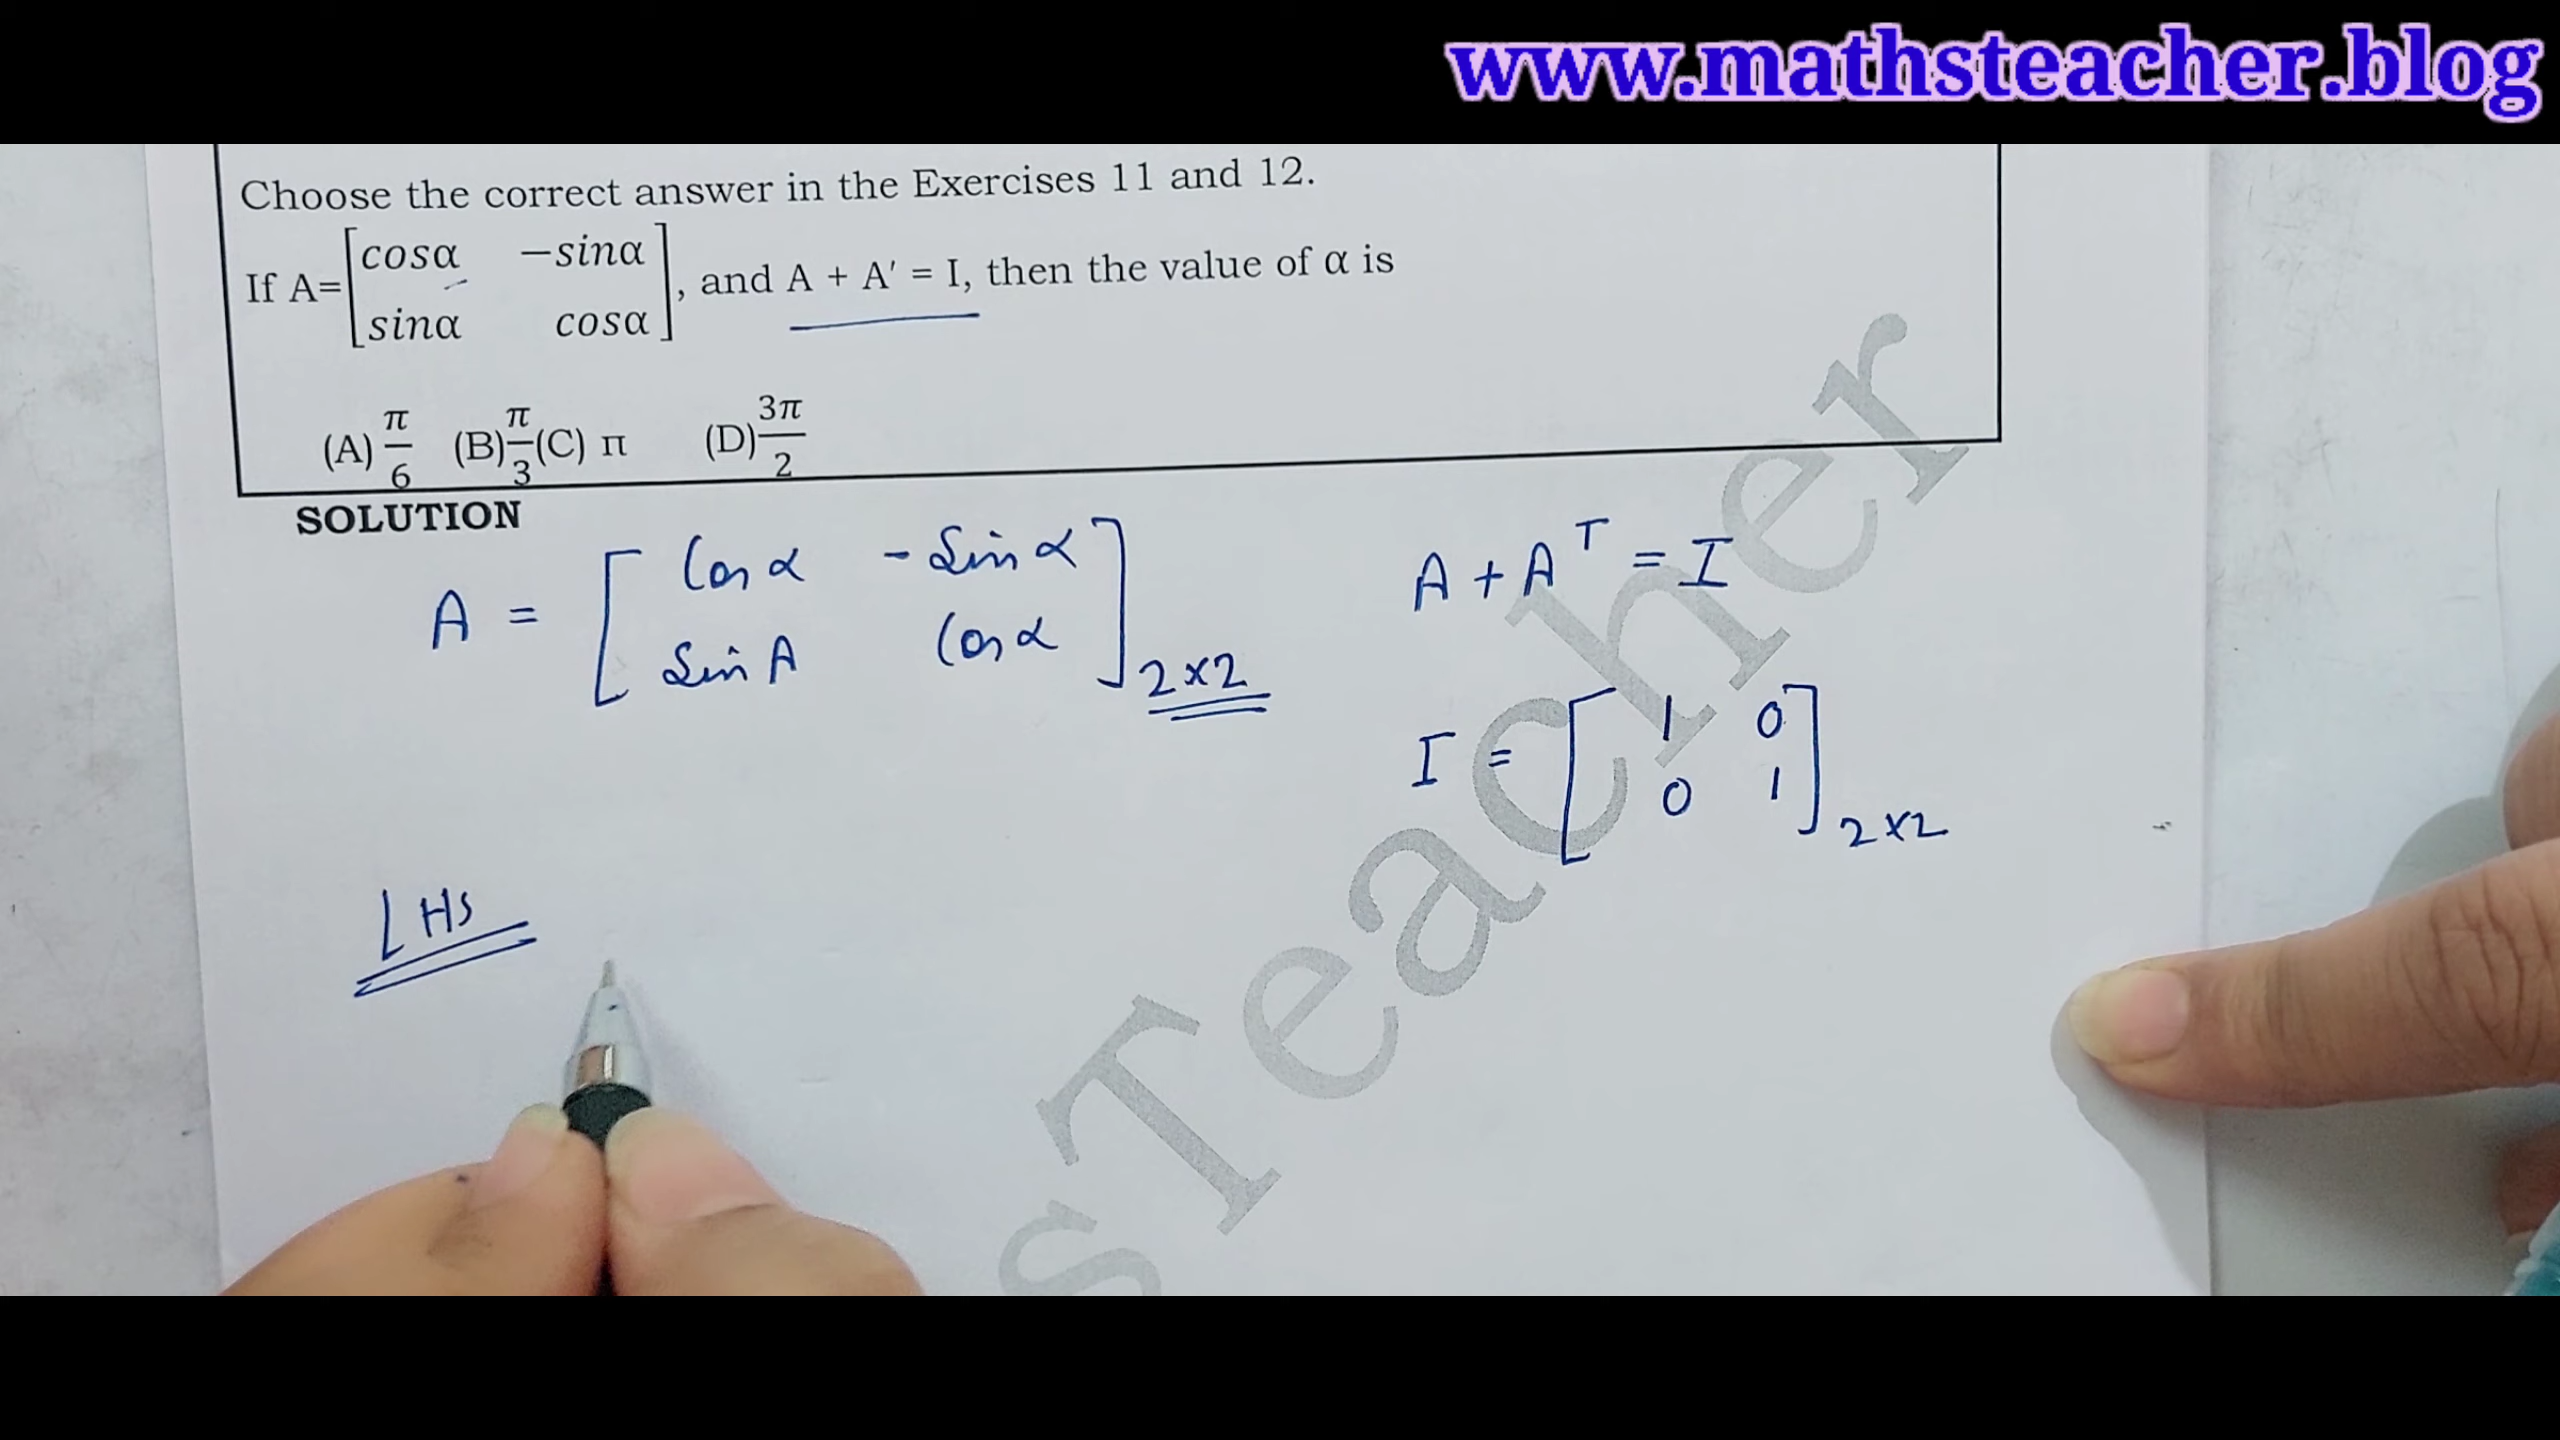 www.mathsteacher.blog
Choose the correct answer in the Exercises 11 and 12.
If A=[cosα −sinα
sinα cosα], and A + A′ = I, then the value of α is
(A) π/6 (B) π/3 (C) π (D) 3π/2
SOLUTION
A = [Cosα -Sinα
Sin A Cosα] 2×2
A + A^T = I
I = [1 0
0 1] 2×2
LHS
sTeacher